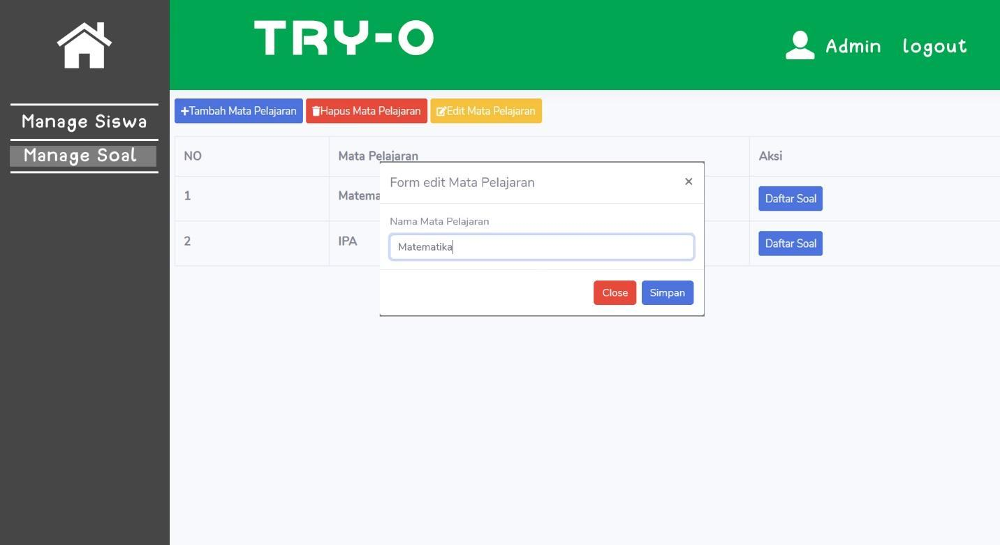 TRY-O
Admin logout
Manage Siswa
Manage Soal
Tambah Mata Pelajaran Hapus Mata Pelajaran Edit Mata Pelajaran
NO Mata Pelajaran Aksi
1 Matema Daftar Soal
2 IPA Daftar Soal
Form edit Mata Pelajaran ×
Nama Mata Pelajaran
Matematika
Close Simpan